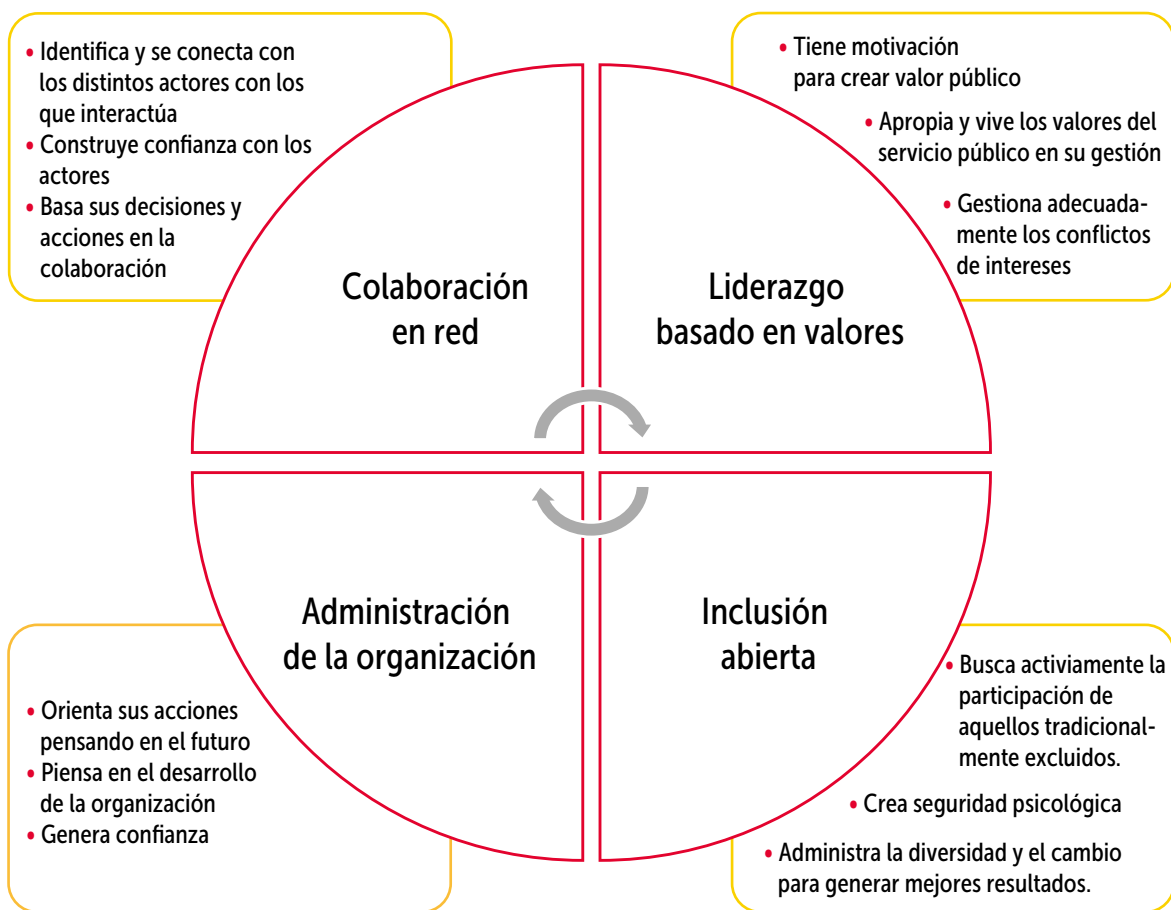 • Identifica y se conecta con
los distintos actores con los
que interactúa
• Construye confianza con los
actores
• Basa sus decisiones y
acciones en la
colaboración
• Tiene motivación
para crear valor público
• Apropia y vive los valores del
servicio público en su gestión
• Gestiona adecuada-
mente los conflictos
de intereses
Colaboración
en red
Liderazgo
basado en valores
Administración
de la organización
Inclusión
abierta
• Orienta sus acciones
pensando en el futuro
• Piensa en el desarrollo
de la organización
• Genera confianza
• Busca activiamente la
participación de
aquellos tradicional-
mente excluidos.
• Crea seguridad psicológica
• Administra la diversidad y el cambio
para generar mejores resultados.